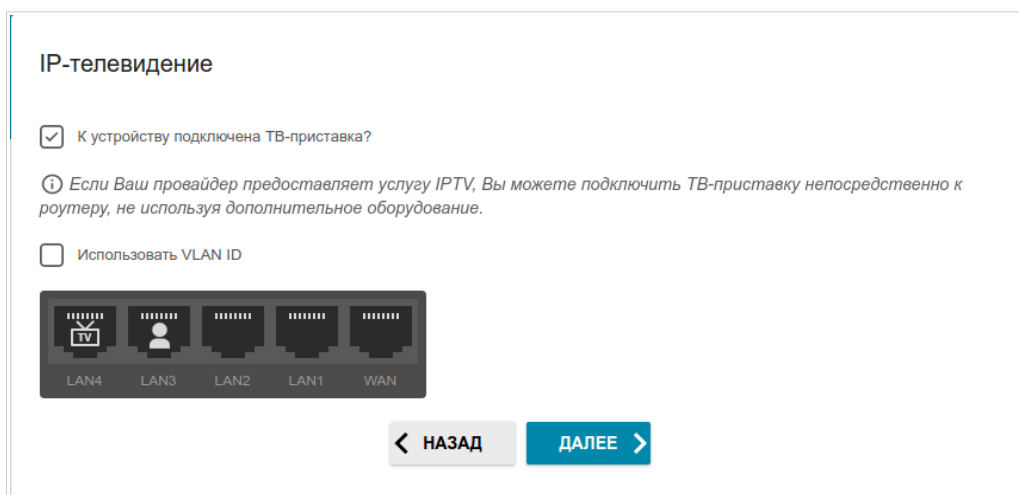 IP-телевидение
К устройству подключена ТВ-приставка?
Если Ваш провайдер предоставляет услугу IPTV, Вы можете подключить ТВ-приставку непосредственно к
роутеру, не используя дополнительное оборудование.
Использовать VLAN ID
TV
LAN4 LAN3 LAN2 LAN1 WAN
НАЗАД ДАЛЕЕ